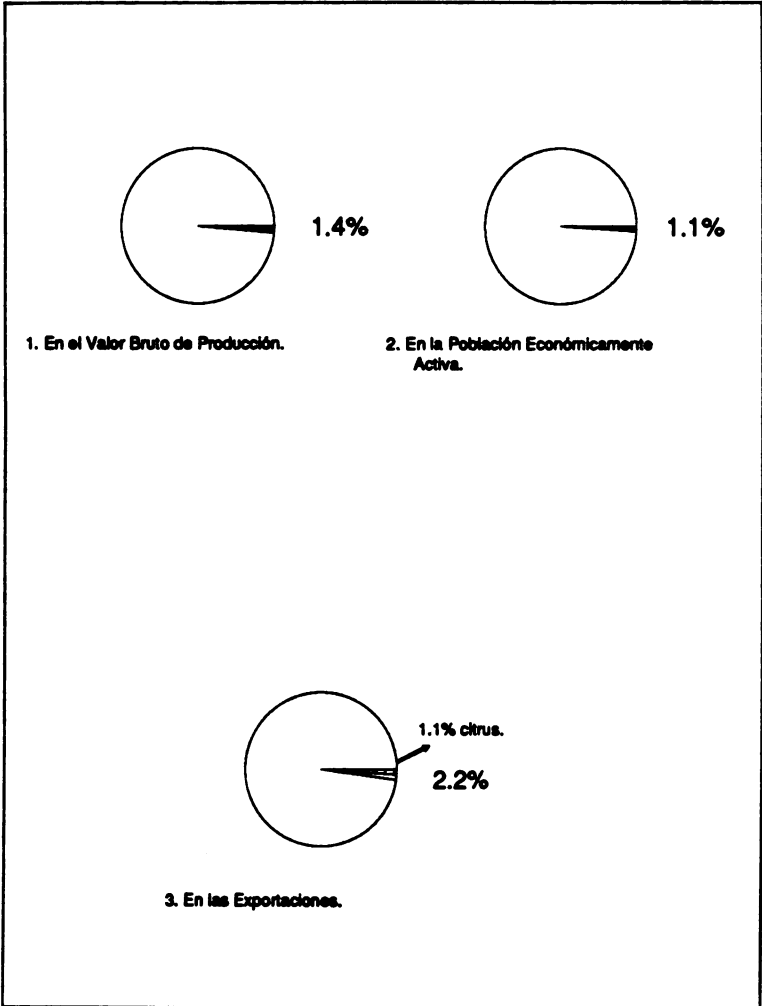 1.4%
1.1%
1. En el Valor Bruto de Producción.
2. En la Población Económicamente
Activa.
1.1% citrus.
2.2%
3. En las Exportaciones.